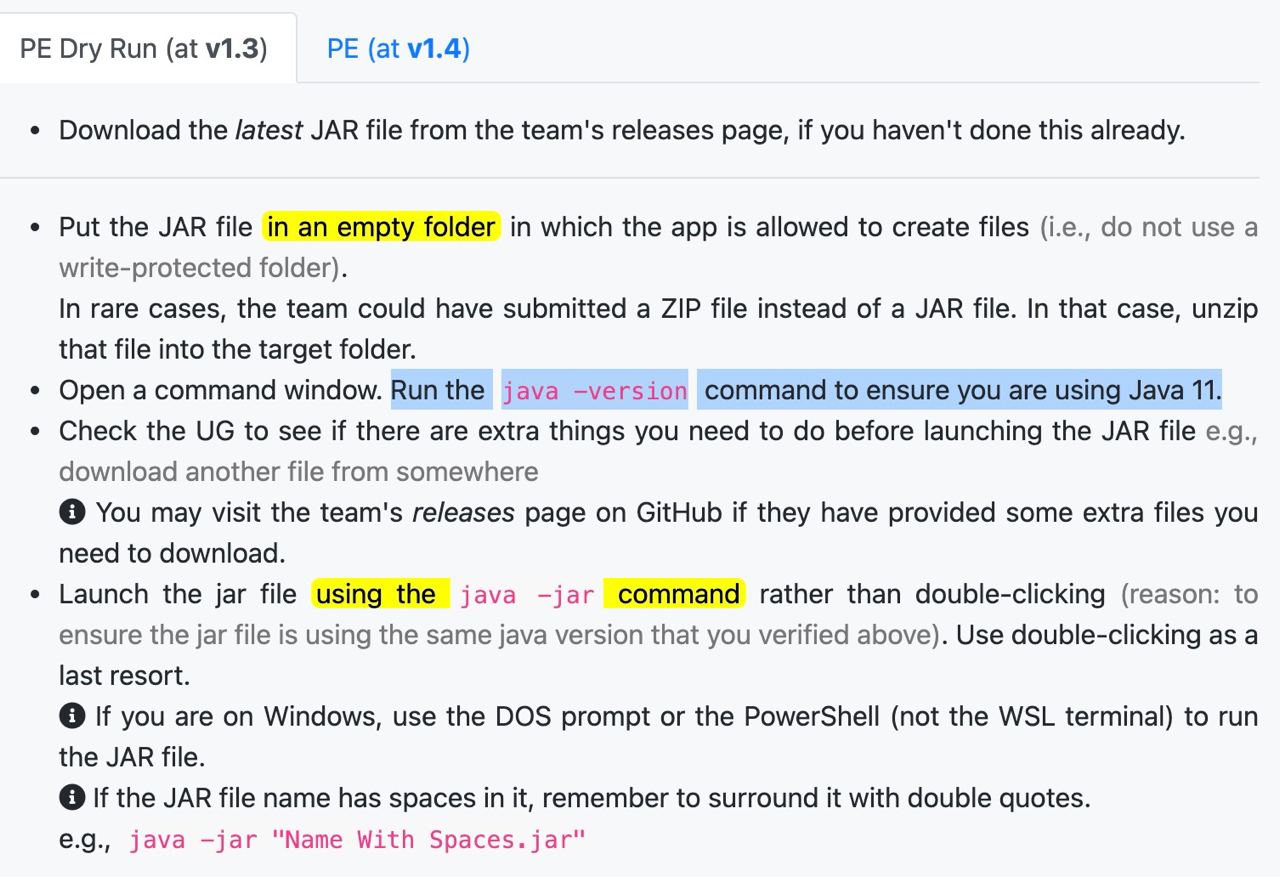 PE Dry Run (at v1.3)
PE (at v1.4)
Download the latest JAR file from the team's releases page, if you haven't done this already.
Put the JAR file in an empty folder in which the app is allowed to create files (i.e., do not use a
write-protected folder).
In rare cases, the team could have submitted a ZIP file instead of a JAR file. In that case, unzip
that file into the target folder.
Open a command window. Run the java -version command to ensure you are using Java 11.
Check the UG to see if there are extra things you need to do before launching the JAR file e.g.,
download another file from somewhere
You may visit the team's releases page on GitHub if they have provided some extra files you
need to download.
Launch the jar file using the java -jar command rather than double-clicking (reason: to
ensure the jar file is using the same java version that you verified above). Use double-clicking as a
last resort.
If you are on Windows, use the DOS prompt or the PowerShell (not the WSL terminal) to run
the JAR file.
If the JAR file name has spaces in it, remember to surround it with double quotes.
e.g., java -jar "Name With Spaces.jar"